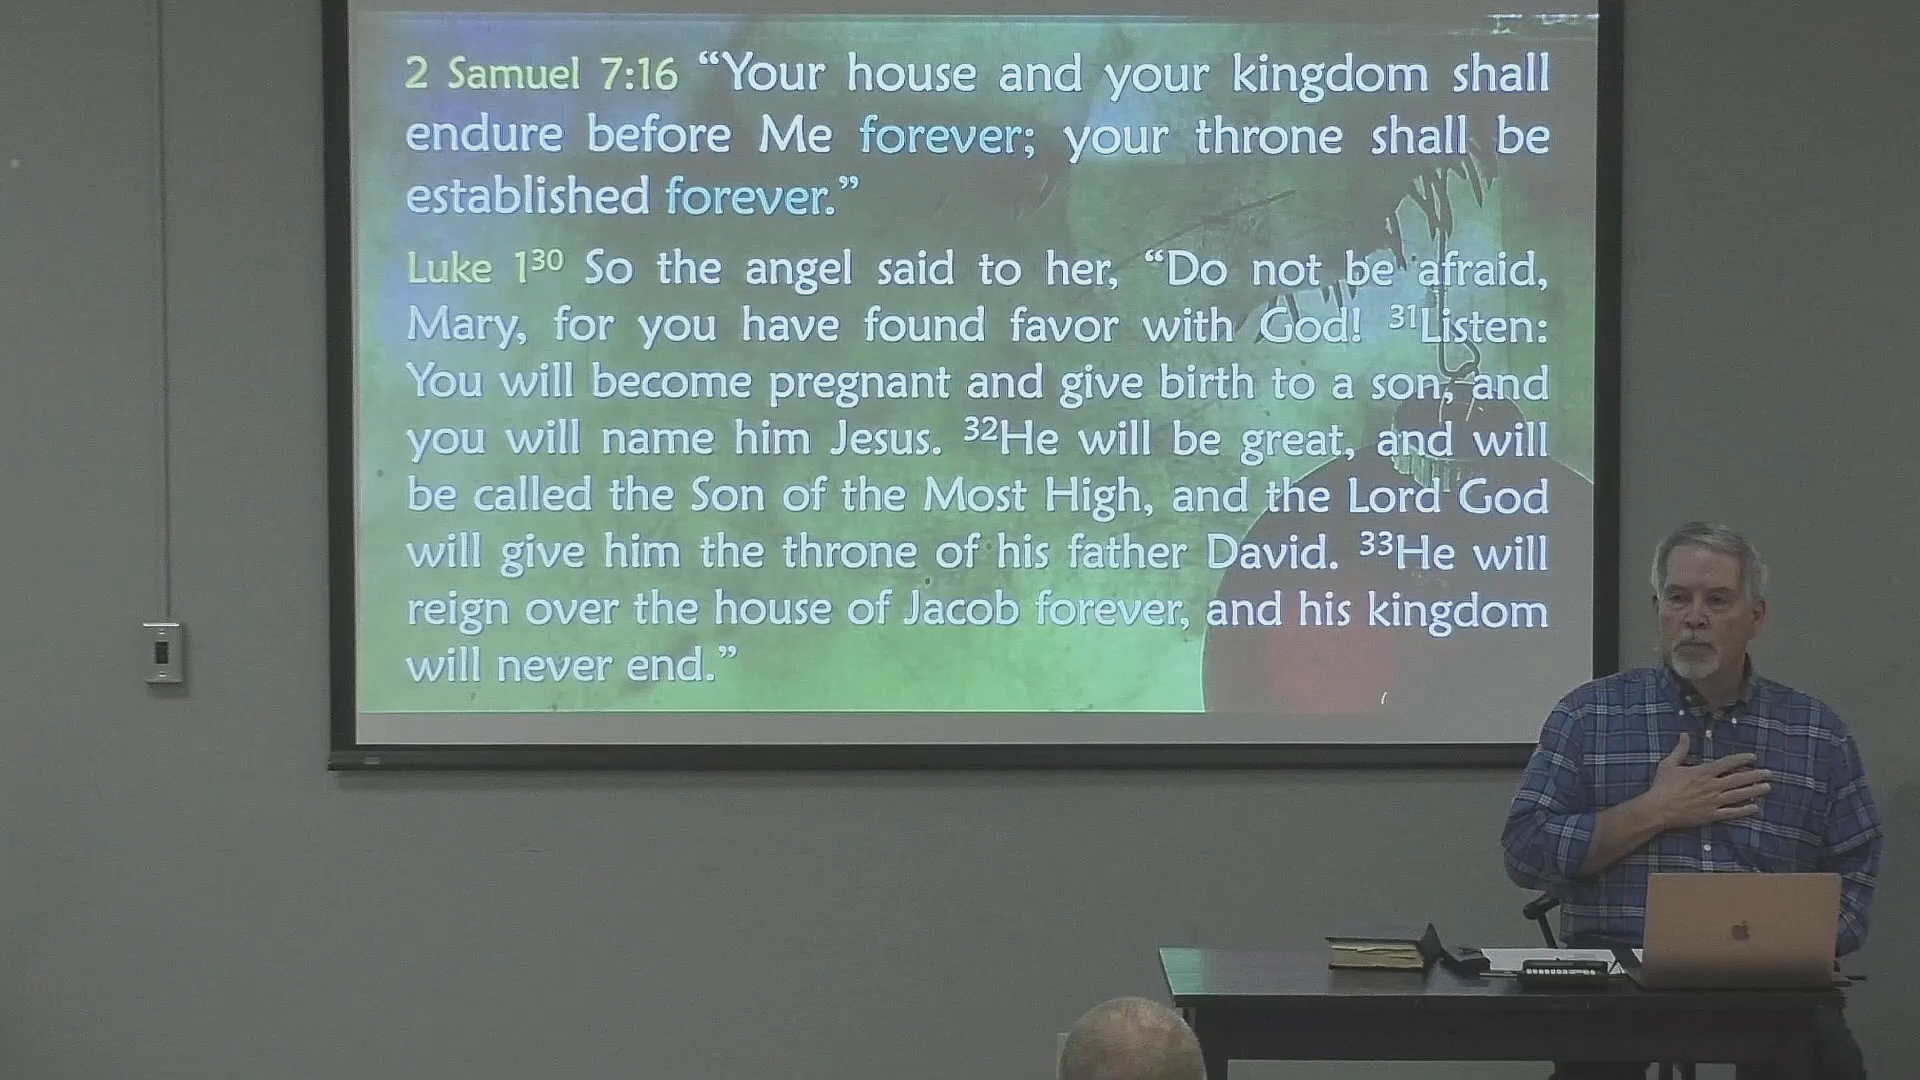 2 Samuel 7:16 “Your house and your kingdom shall
endure before Me forever; your throne shall be
established forever.”
Luke 1³⁰ So the angel said to her, “Do not be afraid,
Mary, for you have found favor with God! ³¹Listen:
You will become pregnant and give birth to a son, and
you will name him Jesus. ³²He will be great, and will
be called the Son of the Most High, and the Lord God
will give him the throne of his father David. ³³He will
reign over the house of Jacob forever, and his kingdom
will never end.”